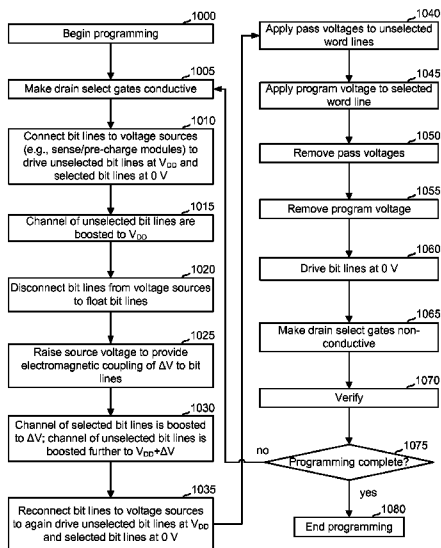 1000
Begin programming
1005
Make drain select gates conductive
1010
Connect bit lines to voltage sources
(e.g., sense/pre-charge modules) to
drive unselected bit lines at VDD and
selected bit lines at 0 V
1015
Channel of unselected bit lines are
boosted to VDD
1020
Disconnect bit lines from voltage sources
to float bit lines
1025
Raise source voltage to provide
electromagnetic coupling of ΔV to bit
lines
1030
Channel of selected bit lines is boosted
to ΔV; channel of unselected bit lines is
boosted further to VDD+ΔV
1035
Reconnect bit lines to voltage sources
to again drive unselected bit lines at VDD
and selected bit lines at 0 V
1040
Apply pass voltages to unselected
word lines
1045
Apply program voltage to selected
word line
1050
Remove pass voltages
1055
Remove program voltage
1060
Drive bit lines at 0 V
1065
Make drain select gates non-
conductive
1070
Verify
1075
no
Programming complete?
yes
1080
End programming